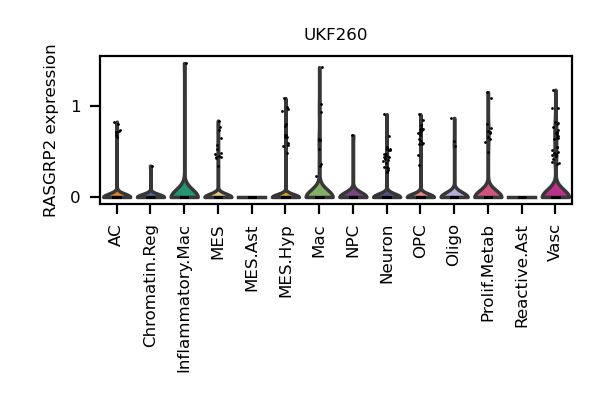 UKF260
RASGRP2 expression
1
0
AC
Chromatin.Reg
Inflammatory.Mac
MES
MES.Ast
MES.Hyp
Mac
NPC
Neuron
OPC
Oligo
Prolif.Metab
Reactive.Ast
Vasc